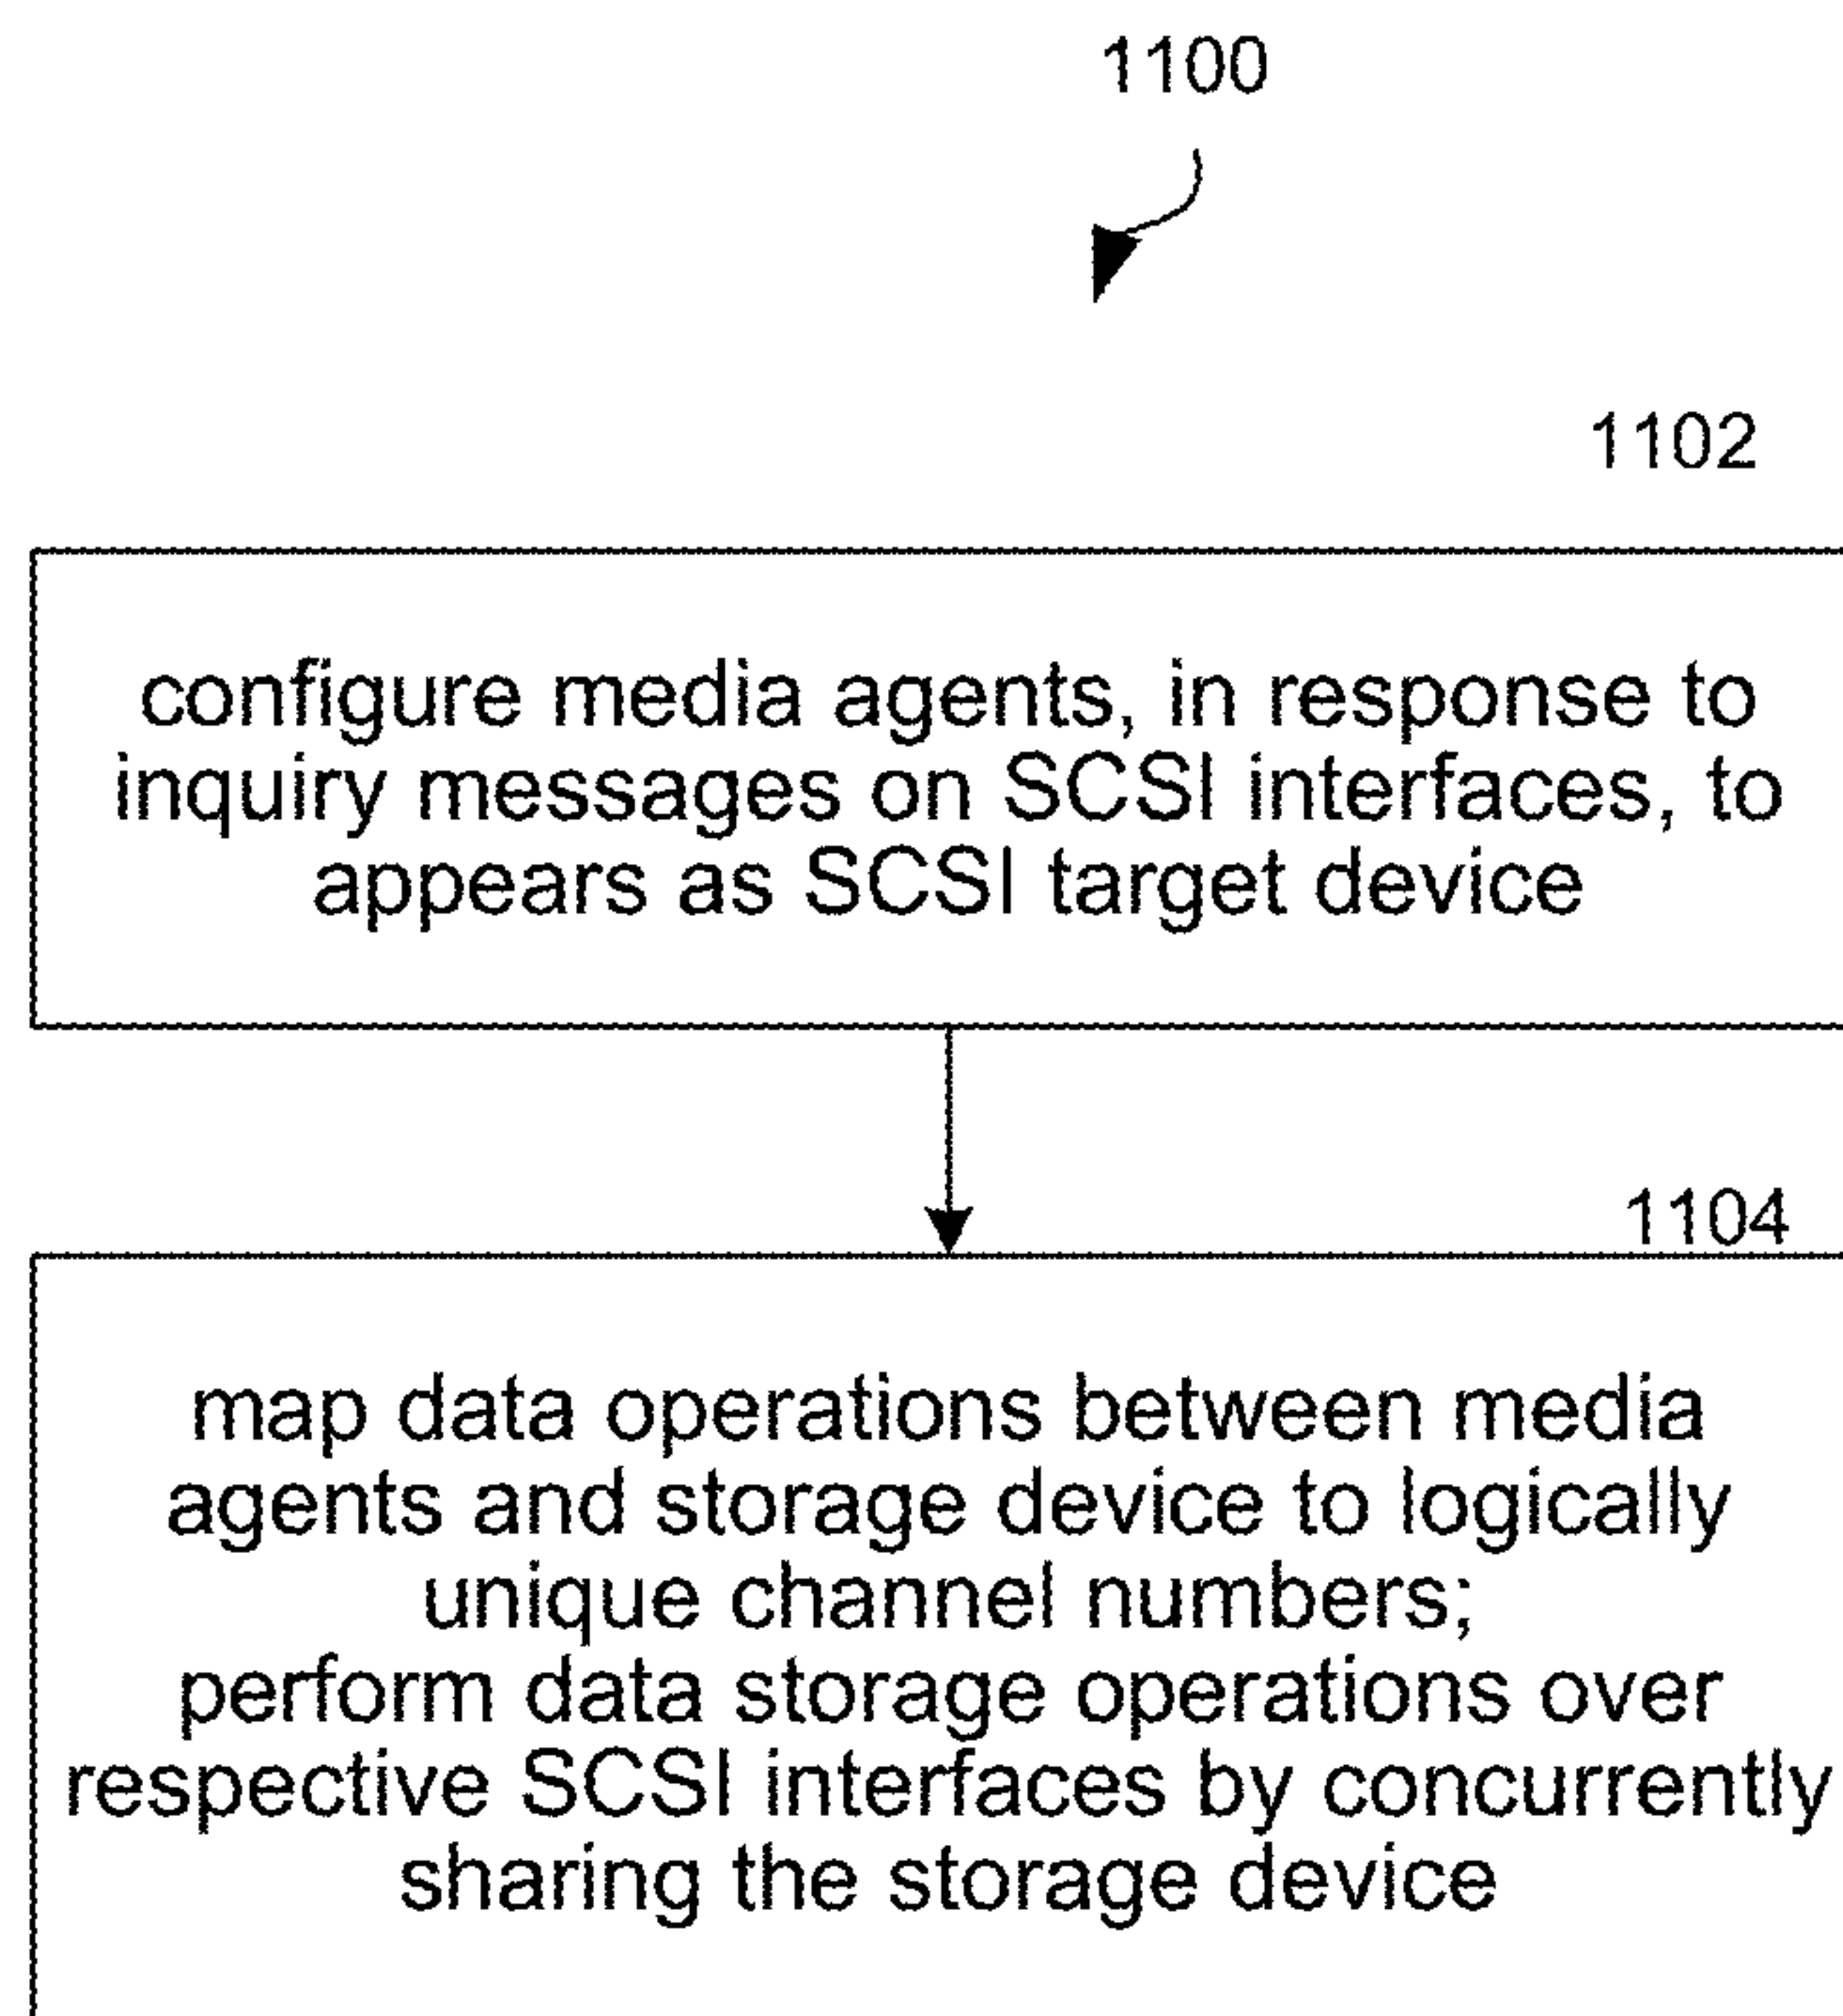 1100
1102
configure media agents, in response to
inquiry messages on SCSI interfaces, to
appears as SCSI target device
1104
map data operations between media
agents and storage device to logically
unique channel numbers;
perform data storage operations over
respective SCSI interfaces by concurrently
sharing the storage device